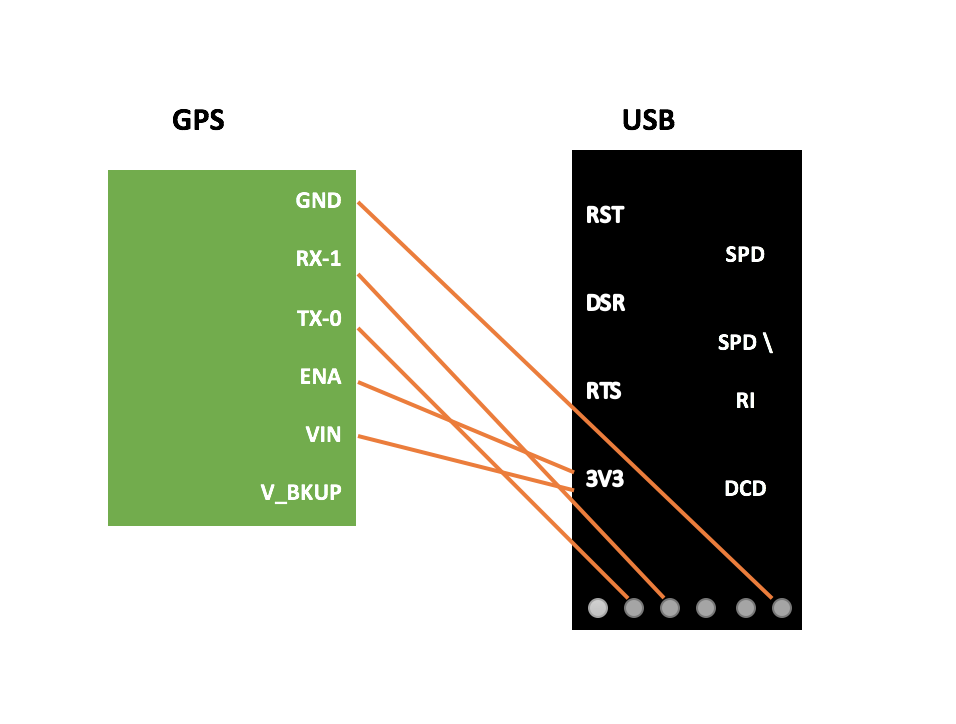 GPS
USB
GND
RX-1
TX-0
ENA
VIN
V_BKUP
RST
SPD
DSR
SPD \
RTS
RI
3V3
DCD